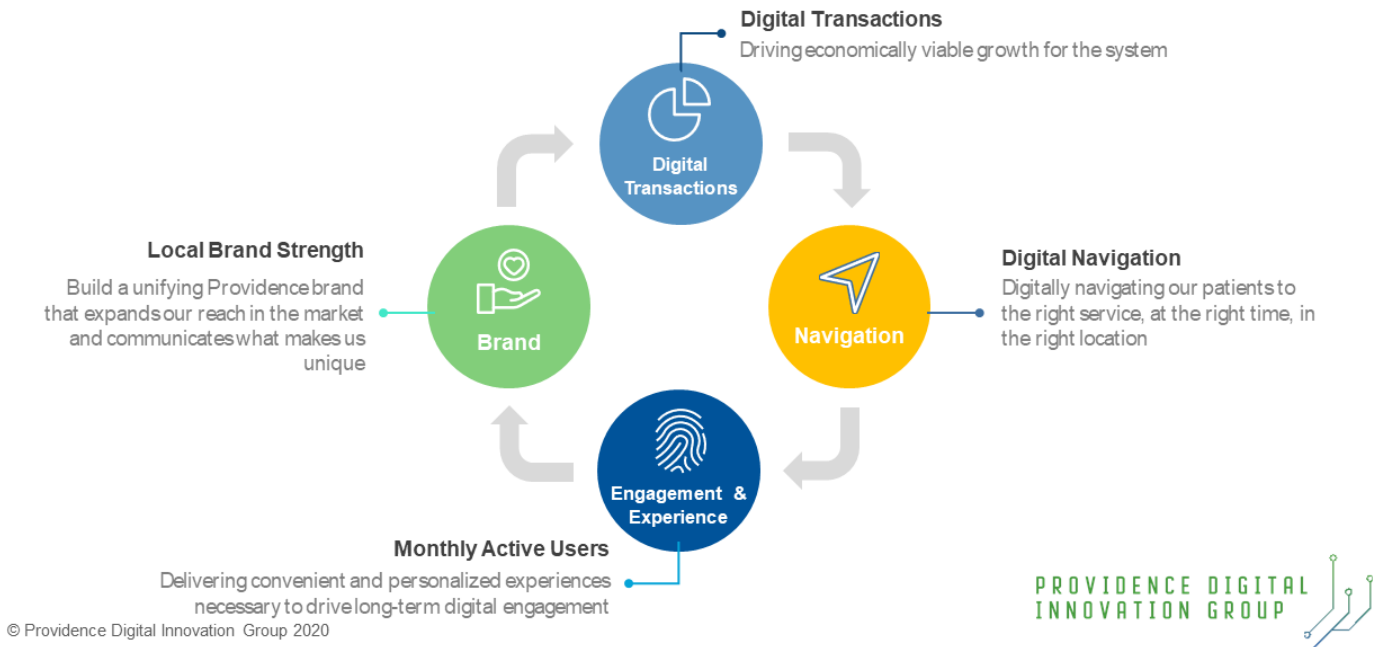 Digital Transactions
Driving economically viable growth for the system
Digital
Transactions
Local Brand Strength
Build a unifying Providence brand
that expands our reach in the market
and communicates what makes us
unique
Brand
Navigation
Digital Navigation
Digitally navigating our patients to
the right service, at the right time, in
the right location
Engagement &
Experience
Monthly Active Users
Delivering convenient and personalized experiences
necessary to drive long-term digital engagement
PROVIDENCE DIGITAL
INNOVATION GROUP
© Providence Digital Innovation Group 2020